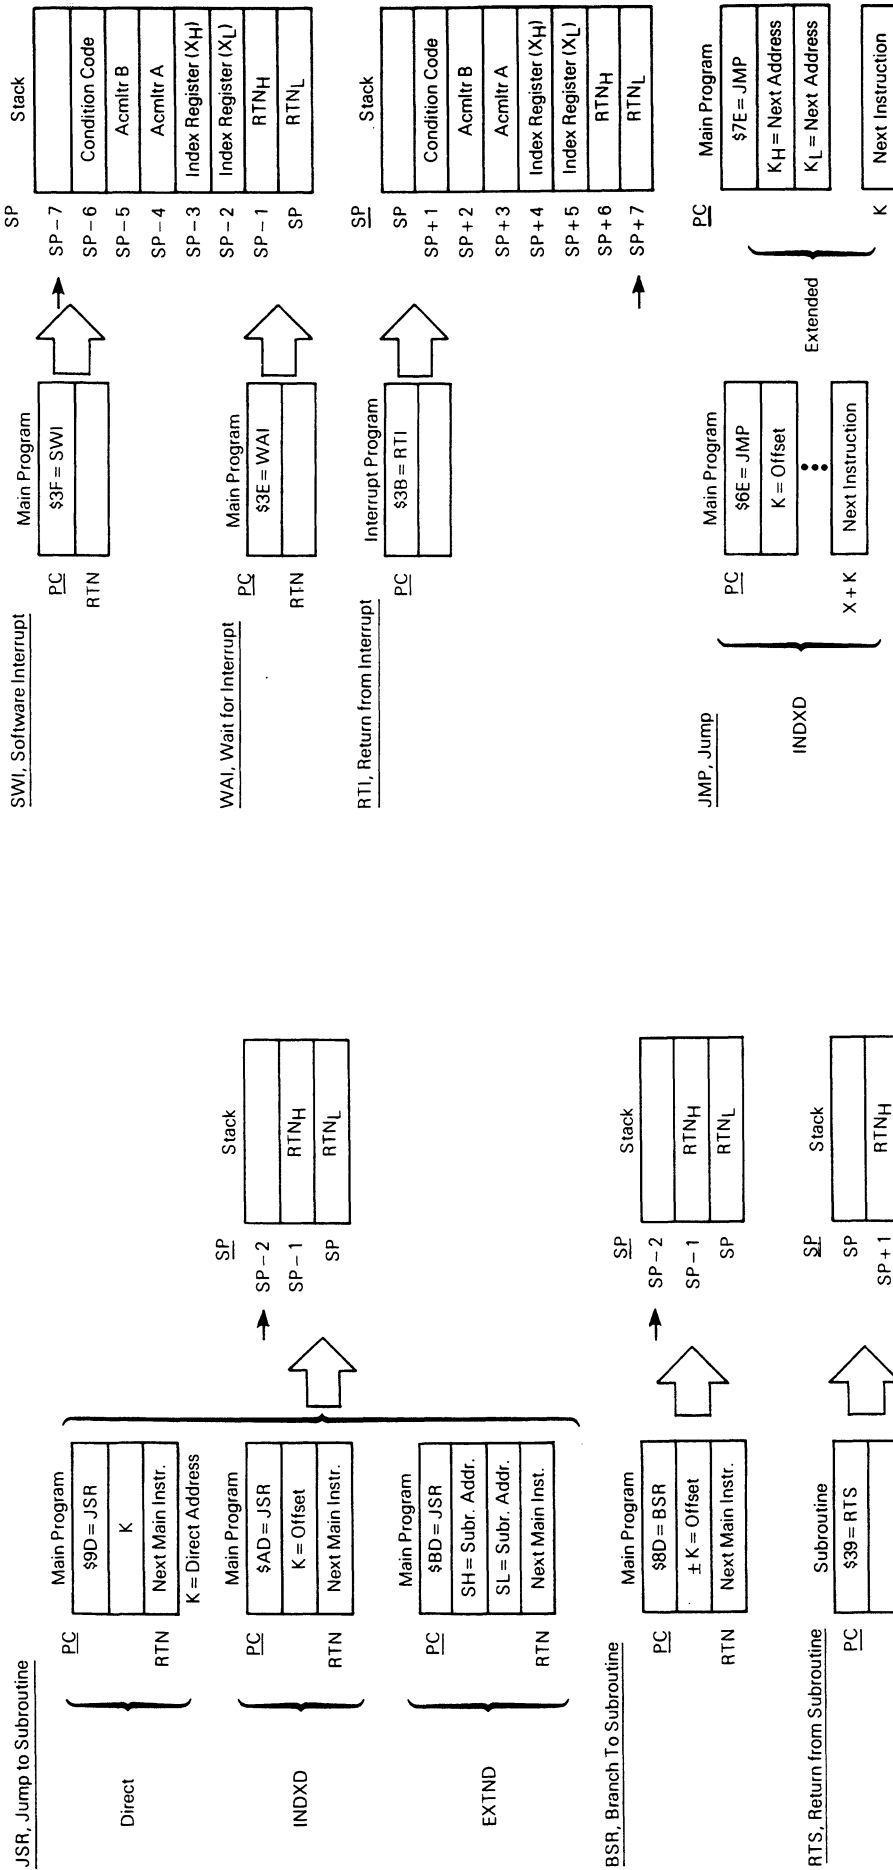 JSR, Jump to Subroutine
Direct
PC
RTN
Main Program
$9D = JSR
K
Next Main Instr.
K = Direct Address
INDXD
PC
RTN
Main Program
$AD = JSR
K = Offset
Next Main Instr.
EXTND
PC
RTN
Main Program
$BD = JSR
SH = Subr. Addr.
SL = Subr. Addr.
Next Main Inst.
SP
Stack
SP – 2
SP – 1
RTNH
SP
RTNL
BSR, Branch To Subroutine
PC
RTN
Main Program
$8D = BSR
± K = Offset
Next Main Instr.
SP
Stack
SP – 2
SP – 1
RTNH
SP
RTNL
RTS, Return from Subroutine
PC
Subroutine
$39 = RTS
SP
Stack
SP
SP + 1
RTNH
SWI, Software Interrupt
PC
RTN
Main Program
$3F = SWI
WAI, Wait for Interrupt
PC
RTN
Main Program
$3E = WAI
SP
Stack
SP – 7
SP – 6
Condition Code
SP – 5
Acmltr B
SP – 4
Acmltr A
SP – 3
Index Register (XH)
SP – 2
Index Register (XL)
SP – 1
RTNH
SP
RTNL
RTI, Return from Interrupt
PC
Interrupt Program
$3B = RTI
SP
Stack
SP
SP + 1
Condition Code
SP + 2
Acmltr B
SP + 3
Acmltr A
SP + 4
Index Register (XH)
SP + 5
Index Register (XL)
SP + 6
RTNH
SP + 7
RTNL
JMP, Jump
INDXD
PC
Main Program
$6E = JMP
K = Offset
X + K
Next Instruction
Extended
PC
Main Program
$7E = JMP
KH = Next Address
KL = Next Address
K
Next Instruction